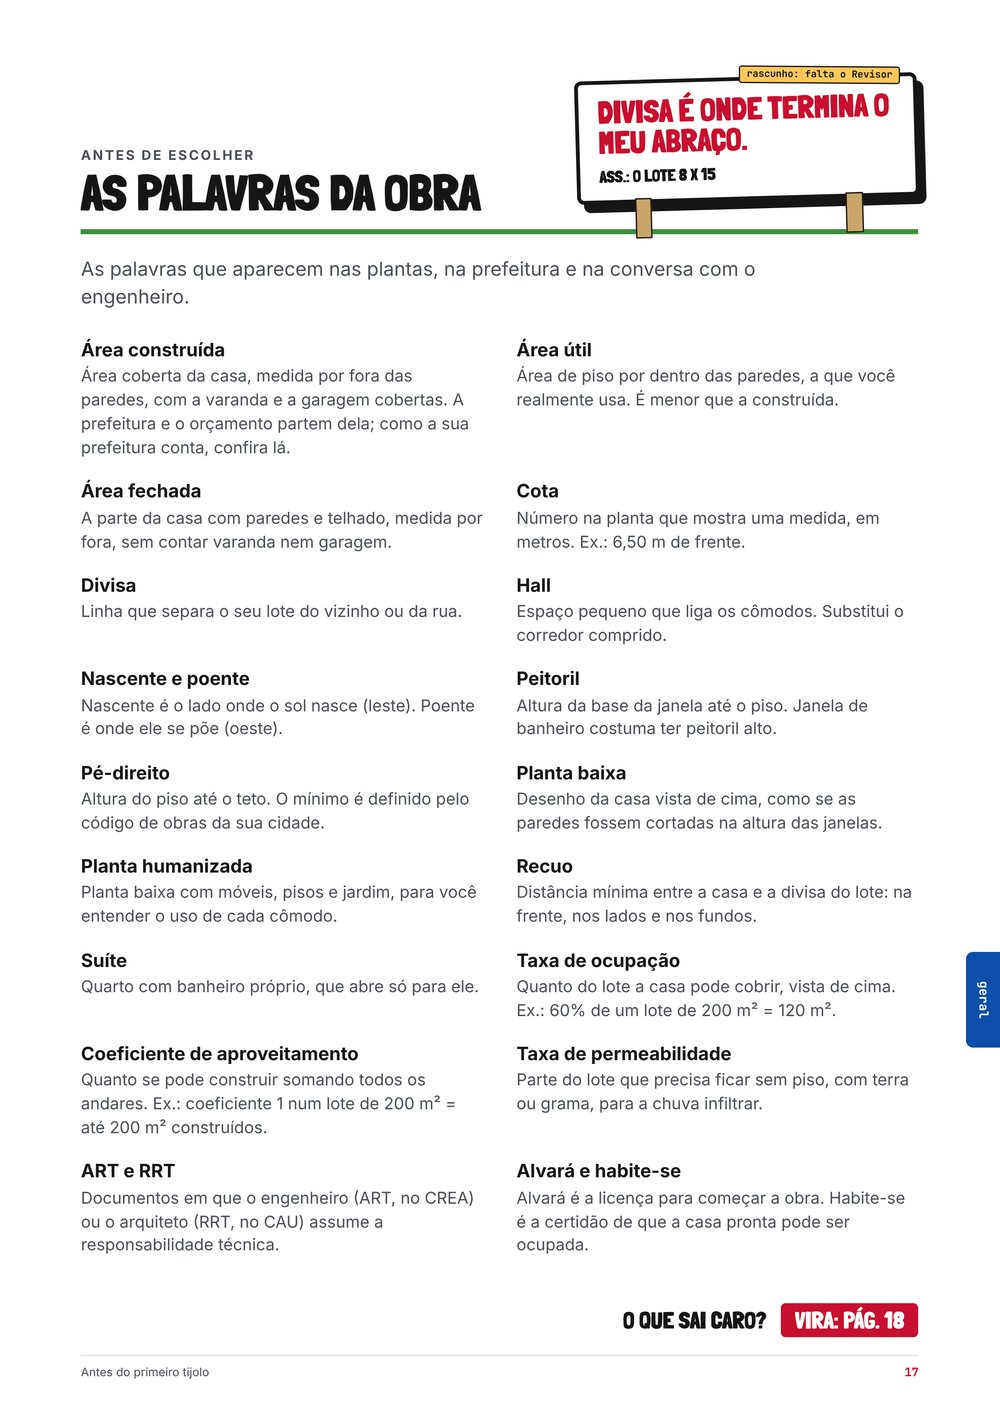 rascunho: falta o Revisor
DIVISA É ONDE TERMINA O
MEU ABRAÇO.
ASS.: O LOTE 8 X 15
ANTES DE ESCOLHER
AS PALAVRAS DA OBRA
As palavras que aparecem nas plantas, na prefeitura e na conversa com o
engenheiro.
Área construída
Área coberta da casa, medida por fora das
paredes, com a varanda e a garagem cobertas. A
prefeitura e o orçamento partem dela; como a sua
prefeitura conta, confira lá.
Área útil
Área de piso por dentro das paredes, a que você
realmente usa. É menor que a construída.
Área fechada
A parte da casa com paredes e telhado, medida por
fora, sem contar varanda nem garagem.
Cota
Número na planta que mostra uma medida, em
metros. Ex.: 6,50 m de frente.
Divisa
Linha que separa o seu lote do vizinho ou da rua.
Hall
Espaço pequeno que liga os cômodos. Substitui o
corredor comprido.
Nascente e poente
Nascente é o lado onde o sol nasce (leste). Poente
é onde ele se põe (oeste).
Peitoril
Altura da base da janela até o piso. Janela de
banheiro costuma ter peitoril alto.
Pé-direito
Altura do piso até o teto. O mínimo é definido pelo
código de obras da sua cidade.
Planta baixa
Desenho da casa vista de cima, como se as
paredes fossem cortadas na altura das janelas.
Planta humanizada
Planta baixa com móveis, pisos e jardim, para você
entender o uso de cada cômodo.
Recuo
Distância mínima entre a casa e a divisa do lote: na
frente, nos lados e nos fundos.
Suíte
Quarto com banheiro próprio, que abre só para ele.
Taxa de ocupação
Quanto do lote a casa pode cobrir, vista de cima.
Ex.: 60% de um lote de 200 m² = 120 m².
Coeficiente de aproveitamento
Quanto se pode construir somando todos os
andares. Ex.: coeficiente 1 num lote de 200 m² =
até 200 m² construídos.
Taxa de permeabilidade
Parte do lote que precisa ficar sem piso, com terra
ou grama, para a chuva infiltrar.
ART e RRT
Documentos em que o engenheiro (ART, no CREA)
ou o arquiteto (RRT, no CAU) assume a
responsabilidade técnica.
Alvará e habite-se
Alvará é a licença para começar a obra. Habite-se
é a certidão de que a casa pronta pode ser
ocupada.
geral
O QUE SAI CARO?
VIRA: PÁG. 18
Antes do primeiro tijolo
17